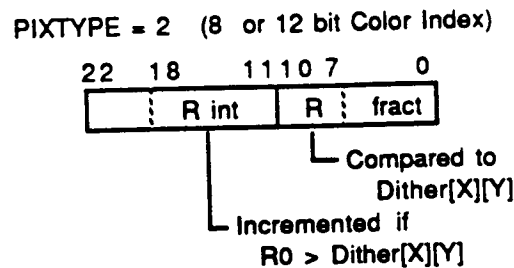 PIXTYPE = 2 (8 or 12 bit Color Index)
22 18 11 10 7 0
R int R fract
Compared to
Dither[X][Y]
Incremented if
R0 > Dither[X][Y]